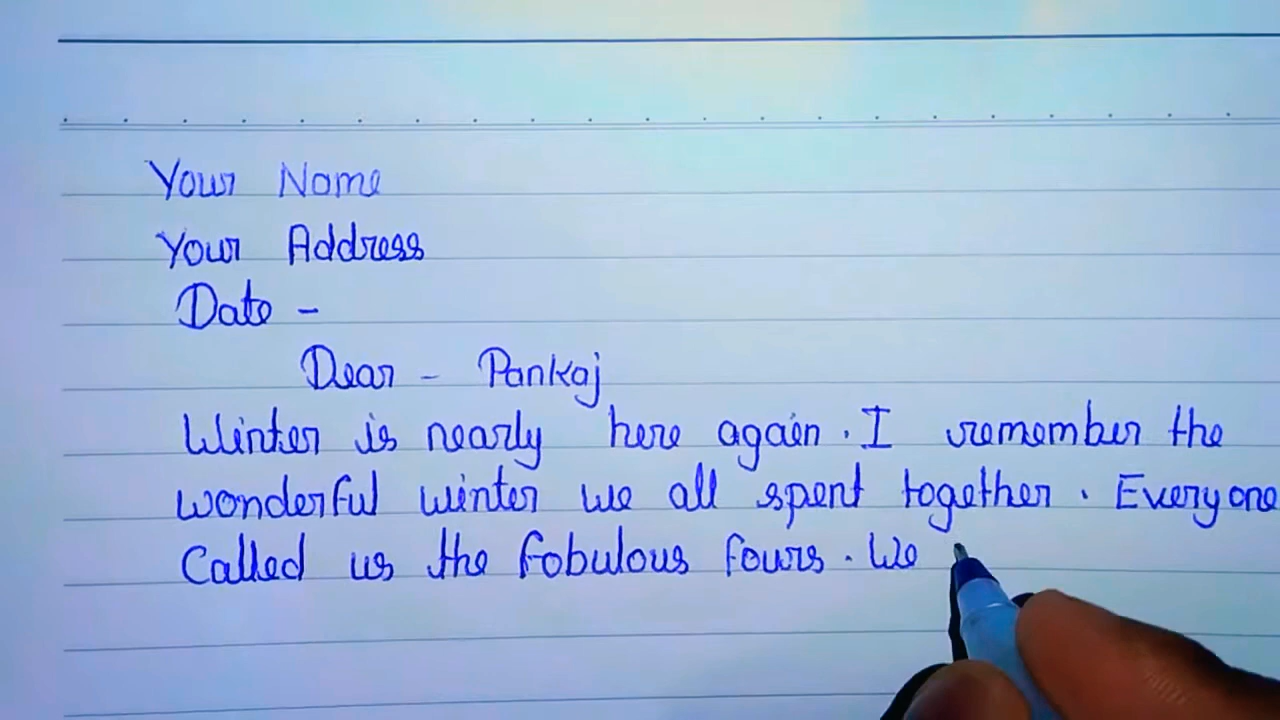 Your Name
Your Address
Date -
Dear - Pankaj
Winter is nearly here again. I remember the
wonderful winter we all spent together. Everyone
Called us the fobulous fours. We